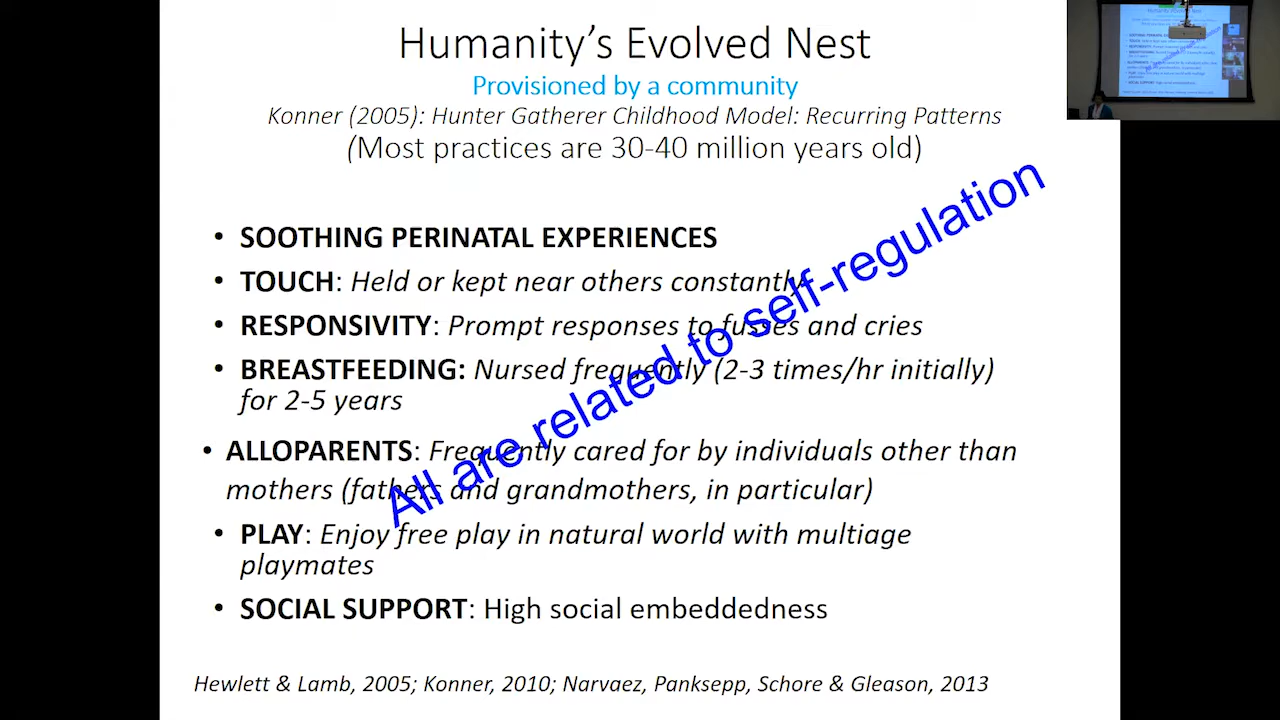 Humanity's Evolved Nest
Provisioned by a community
Konner (2005): Hunter Gatherer Childhood Model: Recurring Patterns
(Most practices are 30-40 million years old)
• SOOTHING PERINATAL EXPERIENCES
• TOUCH: Held or kept near others constantly
• RESPONSIVITY: Prompt responses to fusses and cries
• BREASTFEEDING: Nursed frequently (2-3 times/hr initially)
for 2-5 years
• ALLOPARENTS: Frequently cared for by individuals other than
mothers (fathers and grandmothers, in particular)
• PLAY: Enjoy free play in natural world with multiage
playmates
• SOCIAL SUPPORT: High social embeddedness
All are related to self-regulation
Hewlett & Lamb, 2005; Konner, 2010; Narvaez, Panksepp, Schore & Gleason, 2013